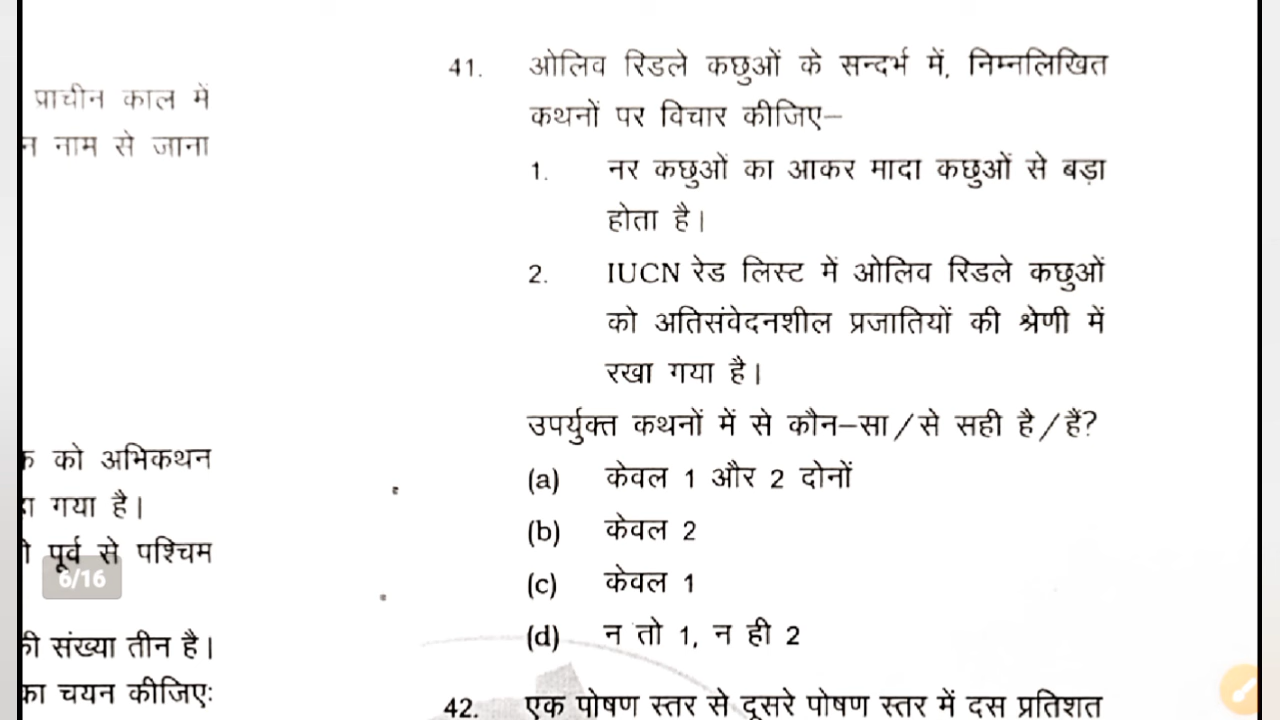 प्राचीन काल में
नाम से जाना
को अभिकथन
गया है।
पूर्व से पश्चिम
6/16
संख्या तीन है।
चयन कीजिए:
41. ओलिव रिडले कछुओं के सन्दर्भ में, निम्नलिखित
कथनों पर विचार कीजिए–
1. नर कछुओं का आकर मादा कछुओं से बड़ा
होता है।
2. IUCN रेड लिस्ट में ओलिव रिडले कछुओं
को अतिसंवेदनशील प्रजातियों की श्रेणी में
रखा गया है।
उपर्युक्त कथनों में से कौन–सा/से सही है/हैं?
(a) केवल 1 और 2 दोनों
(b) केवल 2
(c) केवल 1
(d) न तो 1, न ही 2
42. एक पोषण स्तर से दूसरे पोषण स्तर में दस प्रतिशत